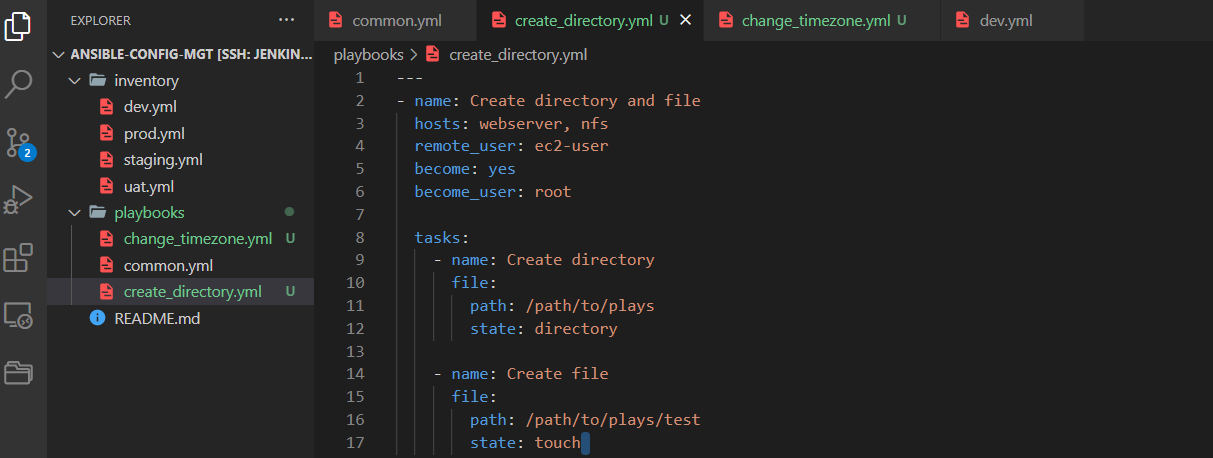 EXPLORER
ANSIBLE-CONFIG-MGT [SSH: JENKIN...
inventory
dev.yml
prod.yml
staging.yml
uat.yml
playbooks
change_timezone.yml U
common.yml
create_directory.yml U
README.md
2
common.yml
create_directory.yml U
change_timezone.yml U
dev.yml
playbooks > create_directory.yml
1 ---
2 - name: Create directory and file
3 hosts: webserver, nfs
4 remote_user: ec2-user
5 become: yes
6 become_user: root
7
8 tasks:
9 - name: Create directory
10 file:
11 path: /path/to/plays
12 state: directory
13
14 - name: Create file
15 file:
16 path: /path/to/plays/test
17 state: touch